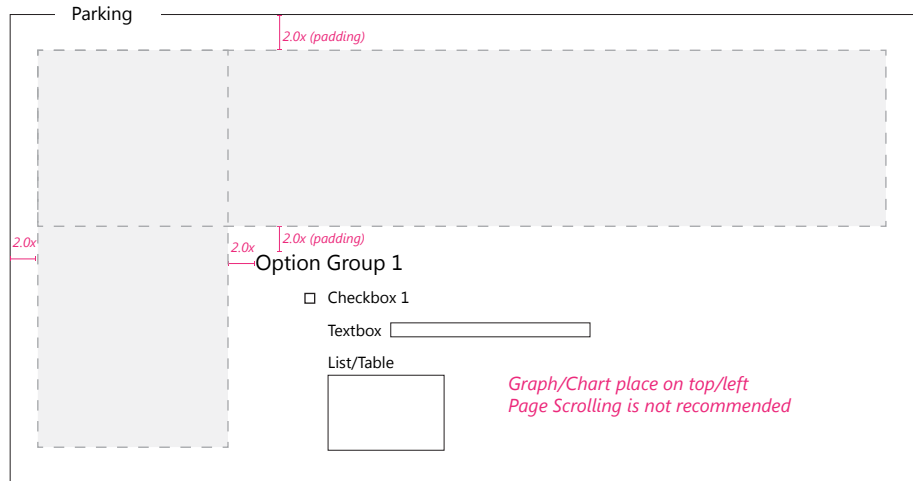 Parking
2.0x (padding)
2.0x (padding)
2.0x
2.0x
Option Group 1
Checkbox 1
Textbox
List/Table
Graph/Chart place on top/left
Page Scrolling is not recommended